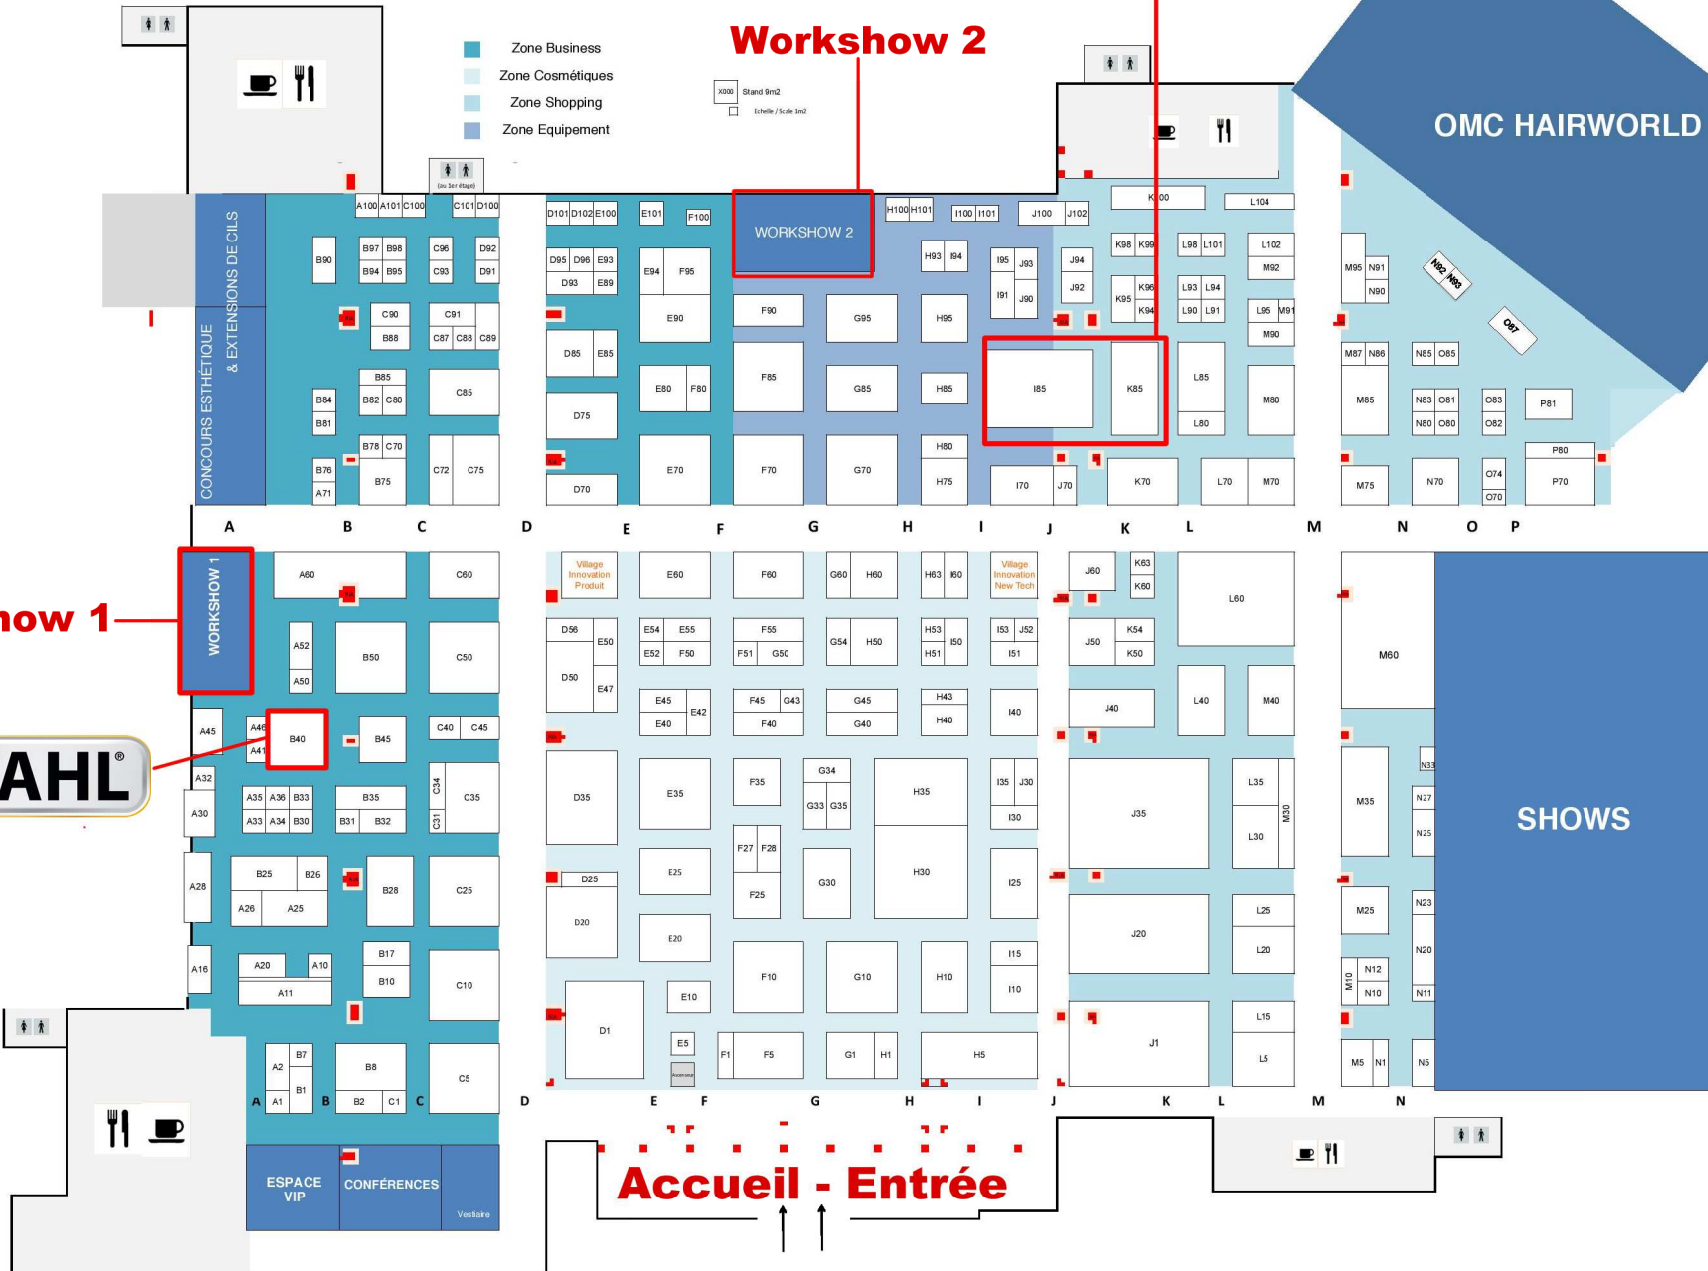 Workshow 2
Zone Business
Zone Cosmétiques
Zone Shopping
Zone Equipement
X000 Stand 9m2
Echelle / Scale 1m2
OMC HAIRWORLD
(au 1er étage)
CONCOURS ESTHÉTIQUE
& EXTENSIONS DE CILS
A100 A101 C100 C101 D100
D101 D102 E100 E101 F100
WORKSHOW 2
H100 H101 I100 I101 J100 J102
L104
B90 B97 B98 C96 D92
B94 B95 C93 D91
D95 D96 E93 E94 F95
D93 E89
H93 I94 I95 J93 J94
I91 J90 J92
K98 K99 L98 L101 L102
M92
K95 K96 L93 L94
K94 L90 L91 L95 M91
M90
M95 N91
N90
N92 N93
O87
C90 C91
B88 C87 C88 C89
E90 F90 G95 H95
D85 E85
B85
B84 B82 C80 C85
B81
E80 F80 F85 G85 H85
D75
I85 K85 L85
L80
M80
M87 N86 N85 O85
M85 N83 O81 O83
N80 O80 O82
P81
B78 C70
B76 B75 C72 C75
A71
D70 E70 F70 G70
H80
H75
I70 J70 K70 L70 M70
M75 N70 O74
O70
P80
P70
A B C D E F G H I J K L M N O P
WORKSHOW 1
how 1
A60 C60
Village
Innovation
Produit
E60 F60 G60 H60 H63 I60
Village
Innovation
New Tech
J60 K63
K60
L60
A52 B50 C50
A50
D56 E50 E54 E55 F55
D50 E52 F50 F51 G50
E47
G54 H50 H53 I50
H51
I53 J52
I51
J50 K54
K50
M60
A45 A46 B40 B45 C40 C45
A41
E45 E42 F45 G43 G45 H43
E40 F40 G40 H40
I40 J40 L40 M40
AHL®
A32
A30
A35 A36 B33 B35 C34 C35
A33 A34 B30 B31 B32 C31
D35 E35 F35 G34
G33 G35
H35 I35 J30
I30
J35 L35 M30
L30
M35 N33
N27
N25
SHOWS
A28 B25 B26 B28 C25
A26 A25
D25
D20
E25 F27 F28
F25
G30 H30 I25
E20
J20 L25
L20
M25 N23
N20
A16 A20 A10 B17 C10
A11 B10
E10 F10 G10 H10 I15
I10
M10 N12
N10 N11
D1 E5 F1 F5 G1 H1 H5
J1 L15
L5
M5 N1 N5
A2 B7 B8 C5
A1 B1 B2 C1
A B C D E F G H I J K L M N
ESPACE
VIP
CONFÉRENCES
Vestiaire
Accueil - Entrée